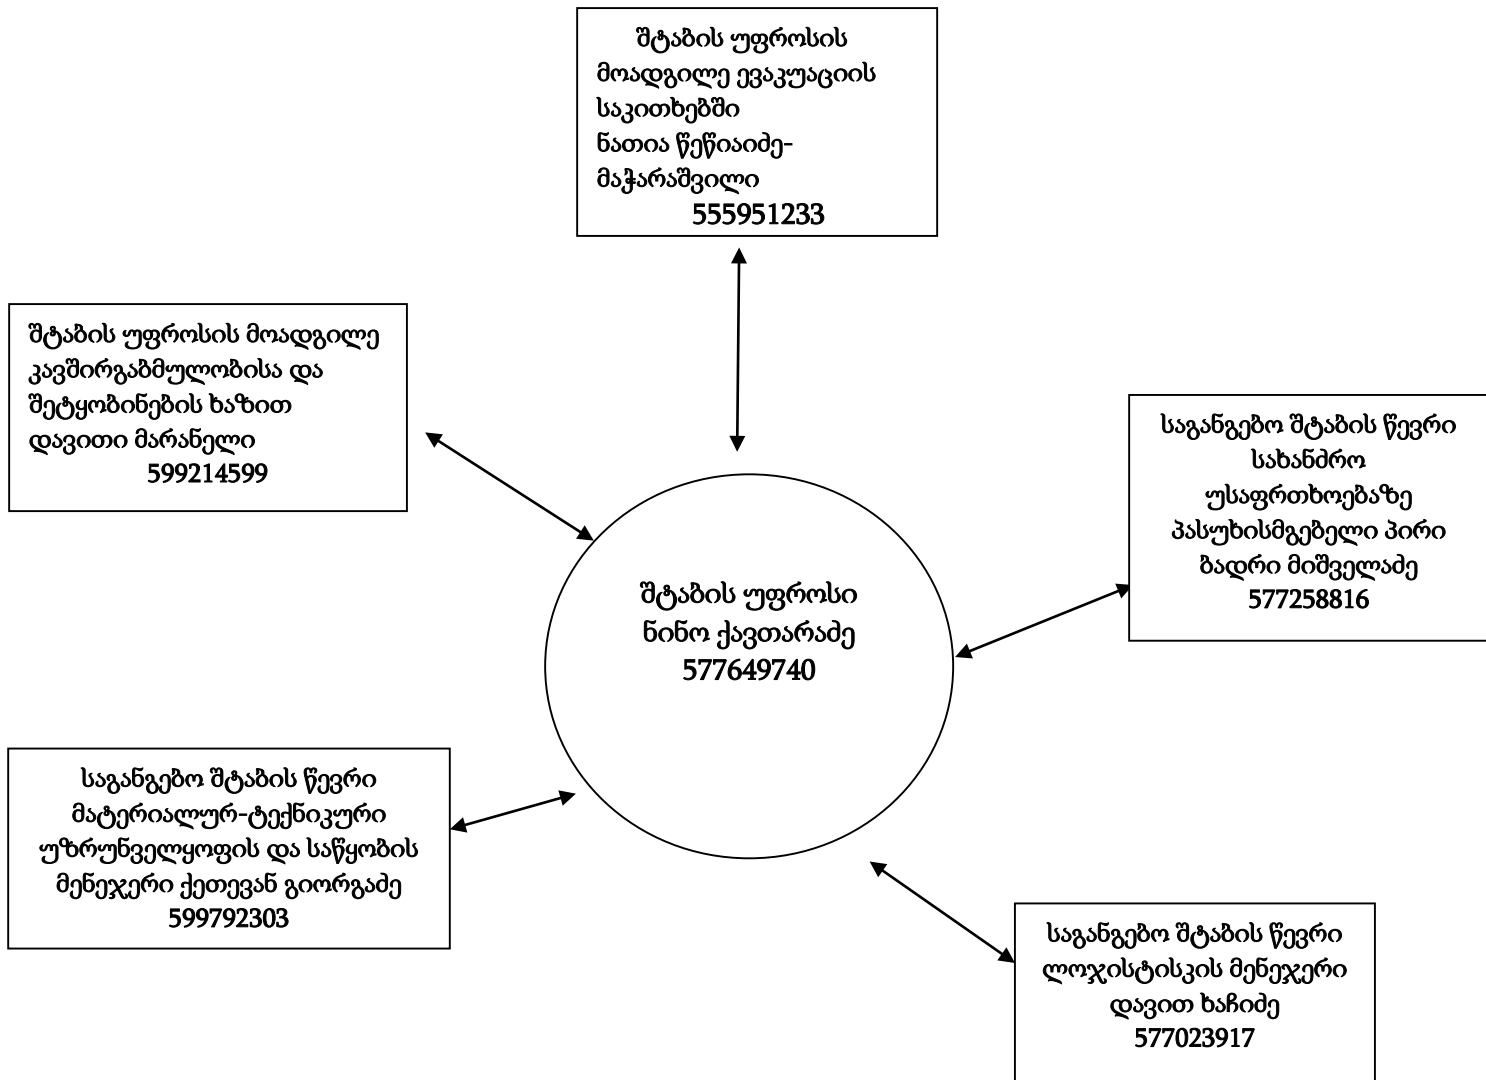 შტაბის უფროსის
მოადგილე ევაკუაციის
საკითხებში
ნათია წეწიაიძე-
მაჭარაშვილი
555951233
შტაბის უფროსის მოადგილე
კავშირგაბმულობისა და
შეტყობინების ხაზით
დავითი მარანელი
599214599
საგანგებო შტაბის წევრი
სახანძრო
უსაფრთხოებაზე
პასუხისმგებელი პირი
ბადრი მიშველაძე
577258816
შტაბის უფროსი
ნინო ქავთარაძე
577649740
საგანგებო შტაბის წევრი
მატერიალურ-ტექნიკური
უზრუნველყოფის და საწყობის
მენეჯერი ქეთევან გიორგაძე
599792303
საგანგებო შტაბის წევრი
ლოჯისტისკის მენეჯერი
დავით ხაჩიძე
577023917